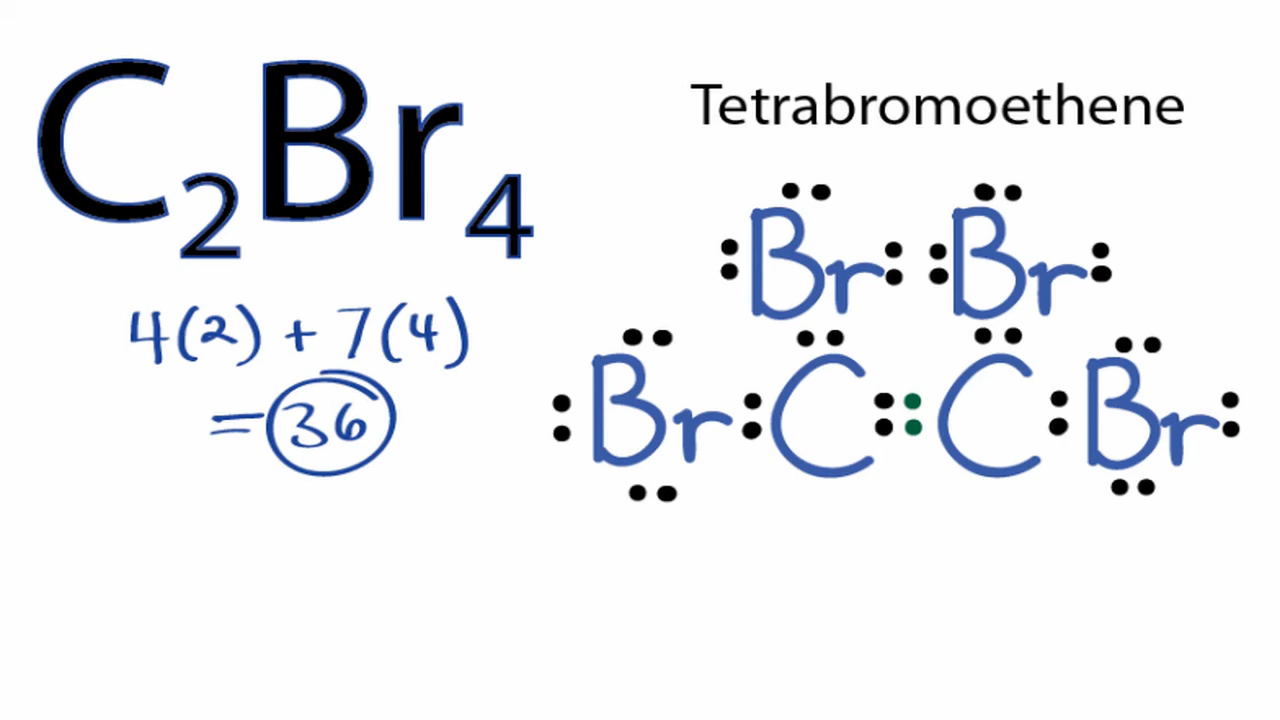 C₂Br₄
4(2) + 7(4)
= 36
Tetrabromoethene
Br Br
Br C C Br